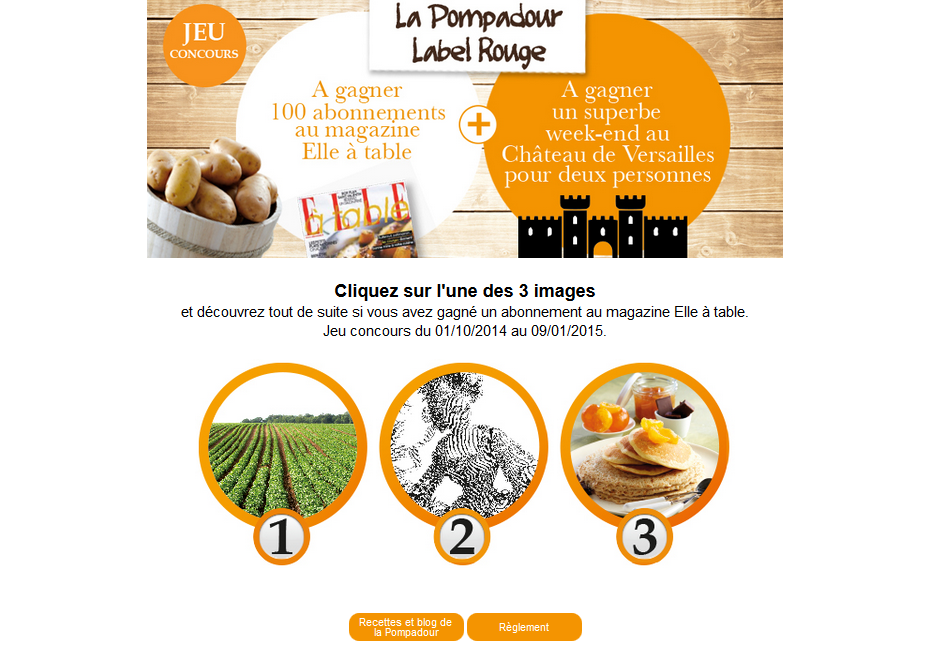 JEU
CONCOURS
La Pompadour
Label Rouge
A gagner
100 abonnements
au magazine
Elle à table
+
A gagner
un superbe
week-end au
Château de Versailles
pour deux personnes
ELLE
à table
Cliquez sur l'une des 3 images
et découvrez tout de suite si vous avez gagné un abonnement au magazine Elle à table.
Jeu concours du 01/10/2014 au 09/01/2015.
1
2
3
Recettes et blog de
la Pompadour
Règlement